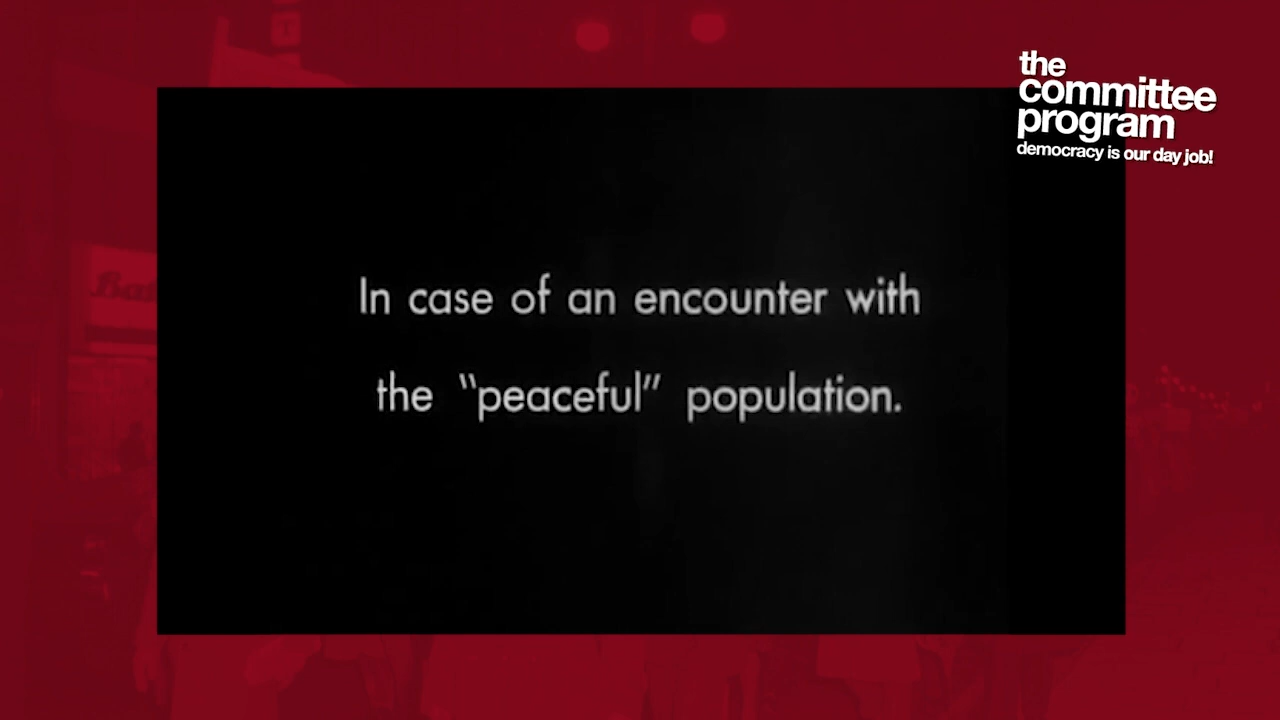 the
committee
program
democracy is our day job!
In case of an encounter with
the "peaceful" population.